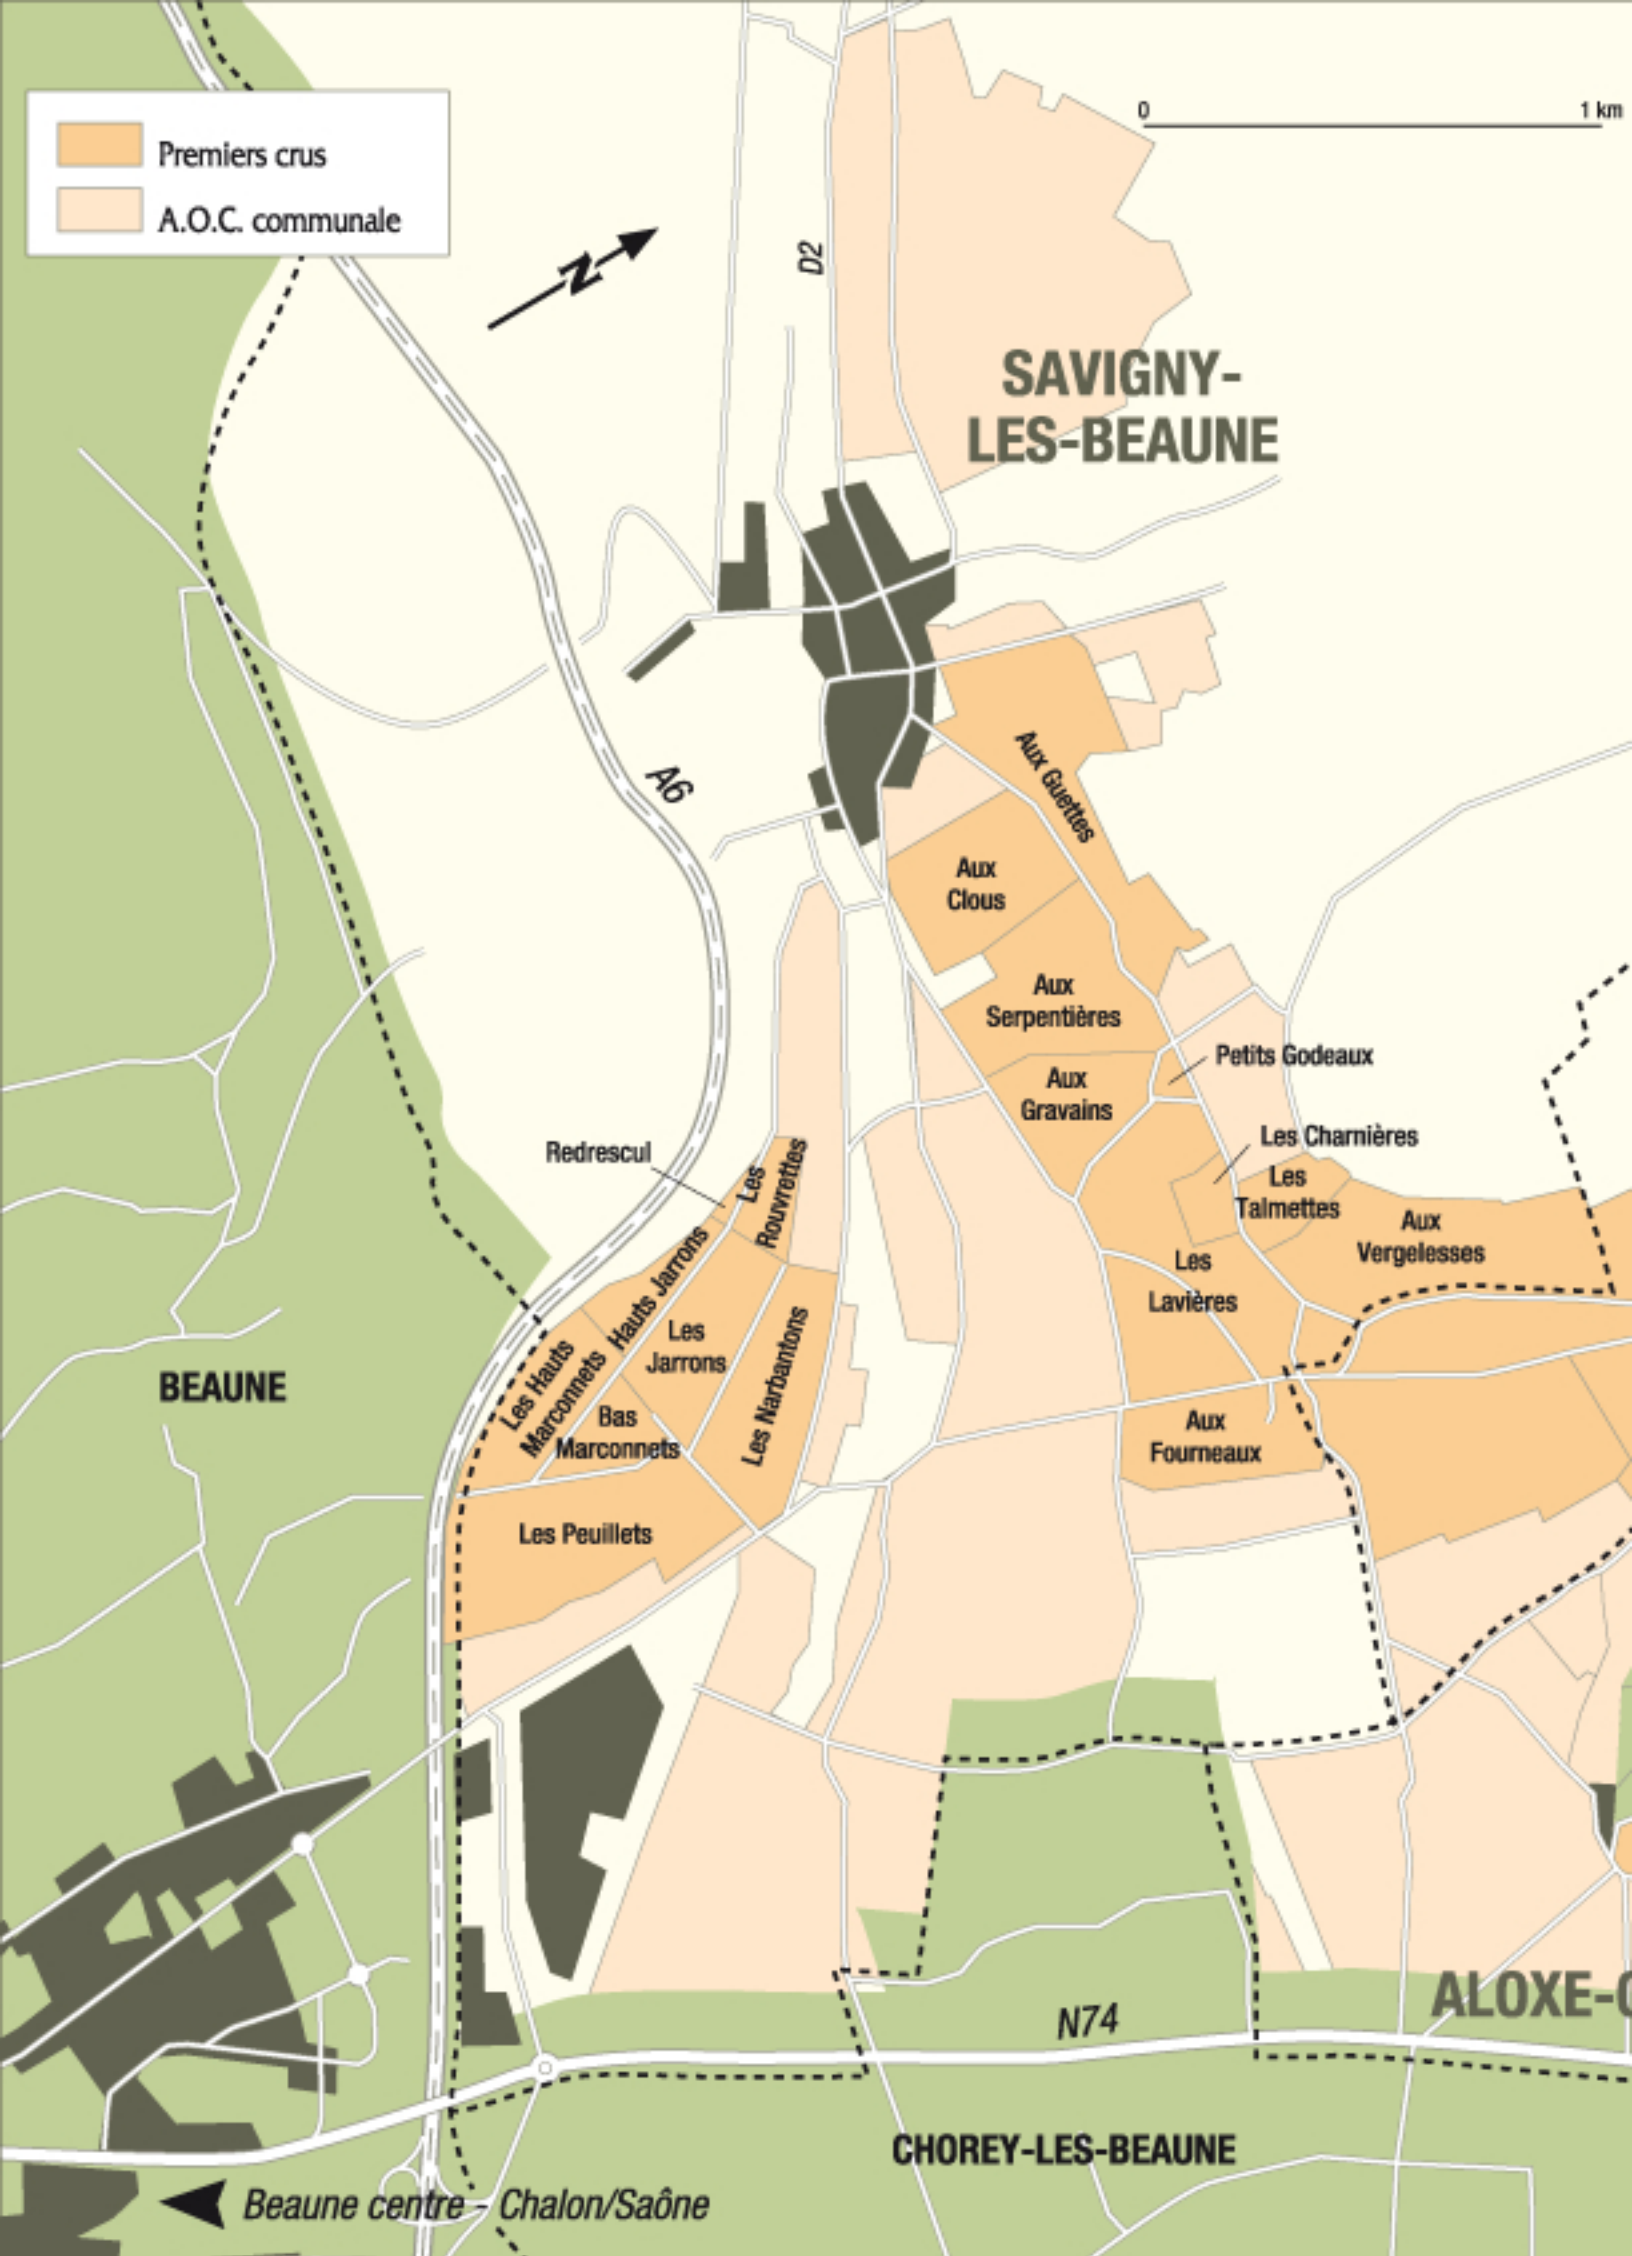 0 1 km
Premiers crus
A.O.C. communale
N
D2
SAVIGNY-
LES-BEAUNE
A6
Aux Guettes
Aux
Clous
Aux
Serpentières
Petits Godeaux
Aux
Gravains
Les Charnières
Redrescul
Les
Rouvrettes
Les
Talmettes
Aux
Vergelesses
Les
Lavières
Hauts Jarrons
Les
Jarrons
Les Narbantons
Les Hauts
Marconnets
BEAUNE
Bas
Marconnets
Aux
Fourneaux
Les Peuillets
ALOXE-
N74
CHOREY-LES-BEAUNE
Beaune centre - Chalon/Saône